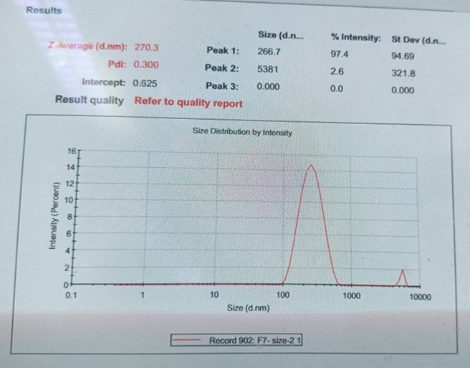 Results
Size (d.n... % Intensity: St Dev (d.n...
Z-Average (d.nm): 270.3 Peak 1: 266.7 97.4 94.69
PdI: 0.300 Peak 2: 5381 2.6 321.8
Intercept: 0.625 Peak 3: 0.000 0.0 0.000
Result quality Refer to quality report
Size Distribution by Intensity
Intensity (Percent)
16
14
12
10
8
6
4
2
0
0.1 1 10 100 1000 10000
Size (d.nm)
Record 902: F7- size-2 1